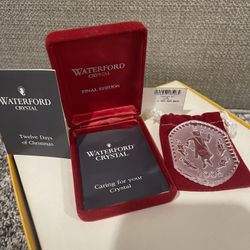 WATERFORD
CRYSTAL
FINAL EDITION
WATERFORD
CRYSTAL
Twelve Days
of Christmas
WATERFORD
CRYSTAL
Caring for your
Crystal